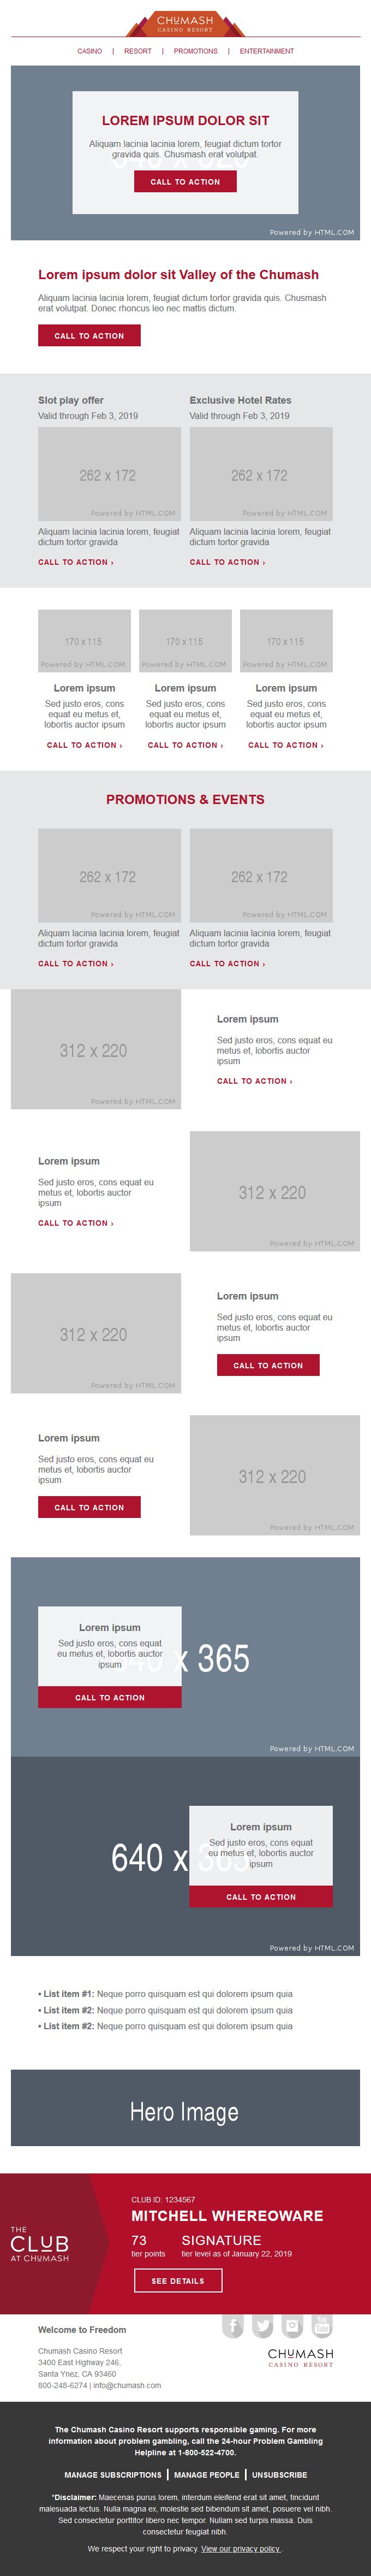 CHUMASH
CASINO RESORT
CASINO | RESORT | PROMOTIONS | ENTERTAINMENT
LOREM IPSUM DOLOR SIT
Aliquam lacinia lacinia lorem, feugiat dictum tortor
gravida quis. Chusmash erat volutpat.
CALL TO ACTION
Powered by HTML.COM
Lorem ipsum dolor sit Valley of the Chumash
Aliquam lacinia lacinia lorem, feugiat dictum tortor gravida quis. Chusmash
erat volutpat. Donec rhoncus leo nec mattis dictum.
CALL TO ACTION
Slot play offer
Valid through Feb 3, 2019
262 x 172
Powered by HTML.COM
Aliquam lacinia lacinia lorem, feugiat
dictum tortor gravida
CALL TO ACTION ›
Exclusive Hotel Rates
Valid through Feb 3, 2019
262 x 172
Powered by HTML.COM
Aliquam lacinia lacinia lorem, feugiat
dictum tortor gravida
CALL TO ACTION ›
170 x 115
Powered by HTML.COM
Lorem ipsum
Sed justo eros, cons
equat eu metus et,
lobortis auctor ipsum
CALL TO ACTION ›
170 x 115
Powered by HTML.COM
Lorem ipsum
Sed justo eros, cons
equat eu metus et,
lobortis auctor ipsum
CALL TO ACTION ›
170 x 115
Powered by HTML.COM
Lorem ipsum
Sed justo eros, cons
equat eu metus et,
lobortis auctor ipsum
CALL TO ACTION ›
PROMOTIONS & EVENTS
262 x 172
Powered by HTML.COM
Aliquam lacinia lacinia lorem, feugiat
dictum tortor gravida
CALL TO ACTION ›
262 x 172
Powered by HTML.COM
Aliquam lacinia lacinia lorem, feugiat
dictum tortor gravida
CALL TO ACTION ›
312 x 220
Powered by HTML.COM
Lorem ipsum
Sed justo eros, cons equat eu
metus et, lobortis auctor
ipsum
CALL TO ACTION ›
Lorem ipsum
Sed justo eros, cons equat eu
metus et, lobortis auctor
ipsum
CALL TO ACTION ›
312 x 220
Powered by HTML.COM
312 x 220
Powered by HTML.COM
Lorem ipsum
Sed justo eros, cons equat eu
metus et, lobortis auctor
ipsum
CALL TO ACTION
Lorem ipsum
Sed justo eros, cons equat eu
metus et, lobortis auctor
ipsum
CALL TO ACTION
312 x 220
Powered by HTML.COM
Lorem ipsum
Sed justo eros, cons equat
eu metus et, lobortis auctor
ipsum
CALL TO ACTION
640 x 365
Powered by HTML.COM
640 x 365
Lorem ipsum
Sed justo eros, cons equat
eu metus et, lobortis auctor
ipsum
CALL TO ACTION
Powered by HTML.COM
• List item #1: Neque porro quisquam est qui dolorem ipsum quia
• List item #2: Neque porro quisquam est qui dolorem ipsum quia
• List item #2: Neque porro quisquam est qui dolorem ipsum quia
Hero Image
THE
CLUB
AT CHUMASH
CLUB ID: 1234567
MITCHELL WHEREOWARE
73
tier points
SIGNATURE
tier level as of January 22, 2019
SEE DETAILS
Welcome to Freedom
Chumash Casino Resort
3400 East Highway 246,
Santa Ynez, CA 93460
800-248-6274 | info@chumash.com
You
Tube
CHUMASH
CASINO RESORT
The Chumash Casino Resort supports responsible gaming. For more
information about problem gambling, call the 24-hour Problem Gambling
Helpline at 1-800-522-4700.
MANAGE SUBSCRIPTIONS | MANAGE PEOPLE | UNSUBSCRIBE
*Disclaimer: Maecenas purus lorem, interdum eleifend erat sit amet, tincidunt
malesuada lectus. Nulla magna ex, molestie sed bibendum sit amet, posuere vel nibh.
Sed consectetur porttitor libero nec tempor. Nullam sed turpis massa. Duis
consectetur feugiat nibh.
We respect your right to privacy. View our privacy policy .